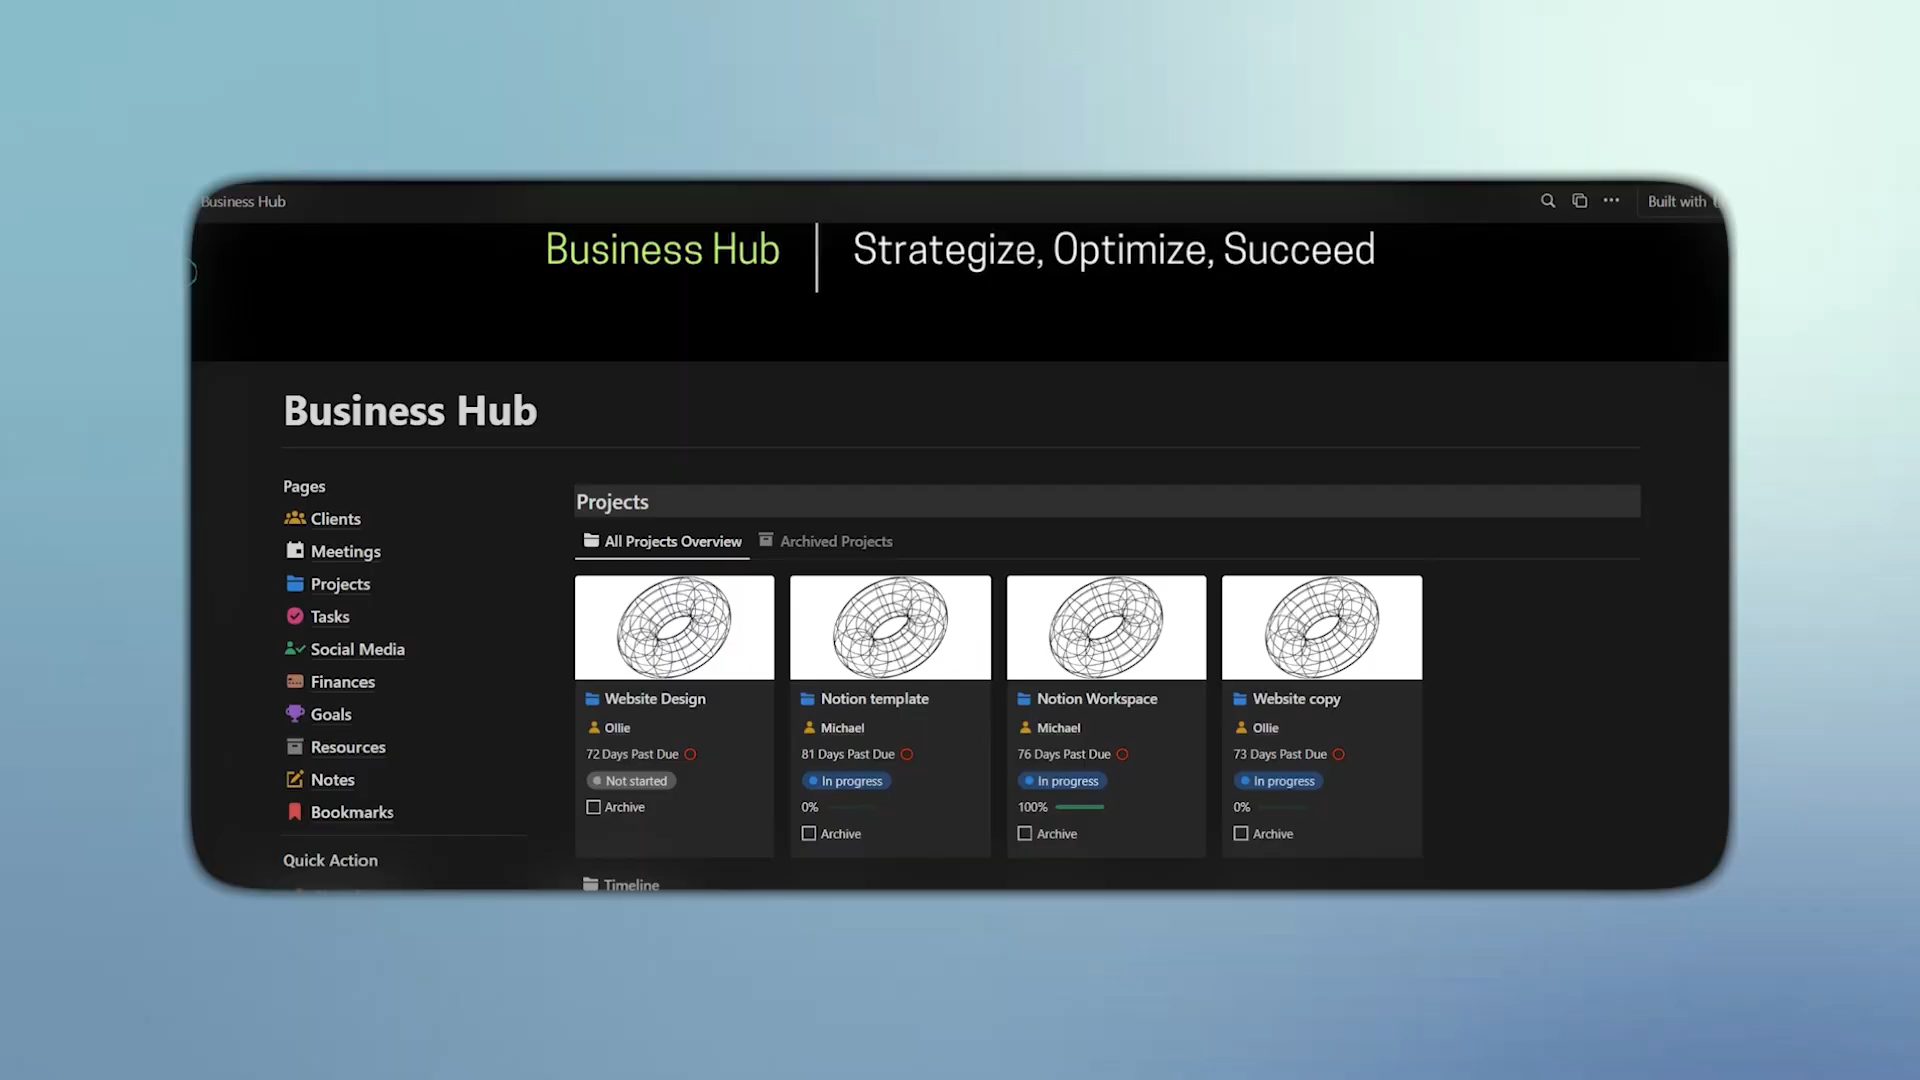 Business Hub
Built with
Business Hub | Strategize, Optimize, Succeed
Business Hub
Pages
Clients
Meetings
Projects
Tasks
Social Media
Finances
Goals
Resources
Notes
Bookmarks
Quick Action
Projects
All Projects Overview
Archived Projects
Website Design
Ollie
72 Days Past Due
Not started
Archive
Notion template
Michael
81 Days Past Due
In progress
0%
Archive
Notion Workspace
Michael
76 Days Past Due
In progress
100%
Archive
Website copy
Ollie
73 Days Past Due
In progress
0%
Archive
Timeline